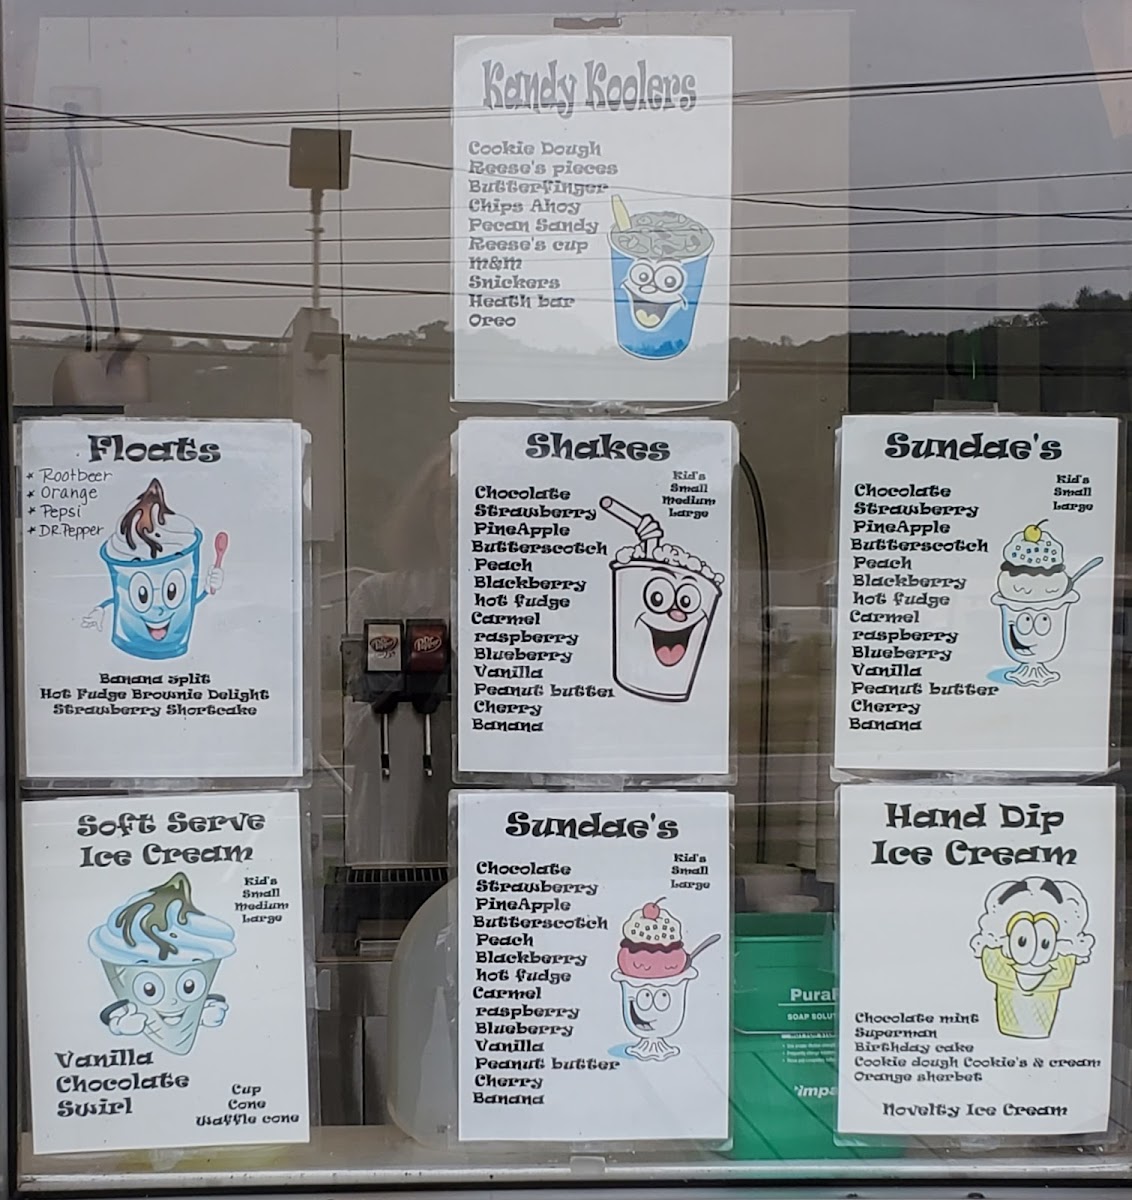 Kandy Koolers
Cookie Dough
Reese's pieces
Butterfinger
Chips Ahoy
Pecan Sandy
Reese's cup
m&m
Snickers
Heath bar
Oreo
Floats
* Rootbeer
* Orange
* Pepsi
* DR. Pepper
Banana split
Hot Fudge Brownie Delight
Strawberry Shortcake
Shakes
Kid's
Small
medium
Large
Chocolate
Strawberry
PineApple
Butterscotch
Peach
Blackberry
hot fudge
Carmel
raspberry
Blueberry
Vanilla
Peanut butter
Cherry
Banana
Sundae's
Kid's
Small
Large
Chocolate
Strawberry
PineApple
Butterscotch
Peach
Blackberry
hot fudge
Carmel
raspberry
Blueberry
Vanilla
Peanut butter
Cherry
Banana
Dr Pepper
Soft Serve
Ice Cream
Kid's
Small
medium
Large
Vanilla
Chocolate
Swirl
Cup
Cone
Waffle cone
Sundae's
Kid's
Small
Large
Chocolate
Strawberry
PineApple
Butterscotch
Peach
Blackberry
hot fudge
Carmel
raspberry
Blueberry
Vanilla
Peanut butter
Cherry
Banana
Hand Dip
Ice Cream
Chocolate mint
Superman
Birthday cake
Cookie dough Cookie's & cream
Orange sherbet
Novelty Ice Cream
SOAP